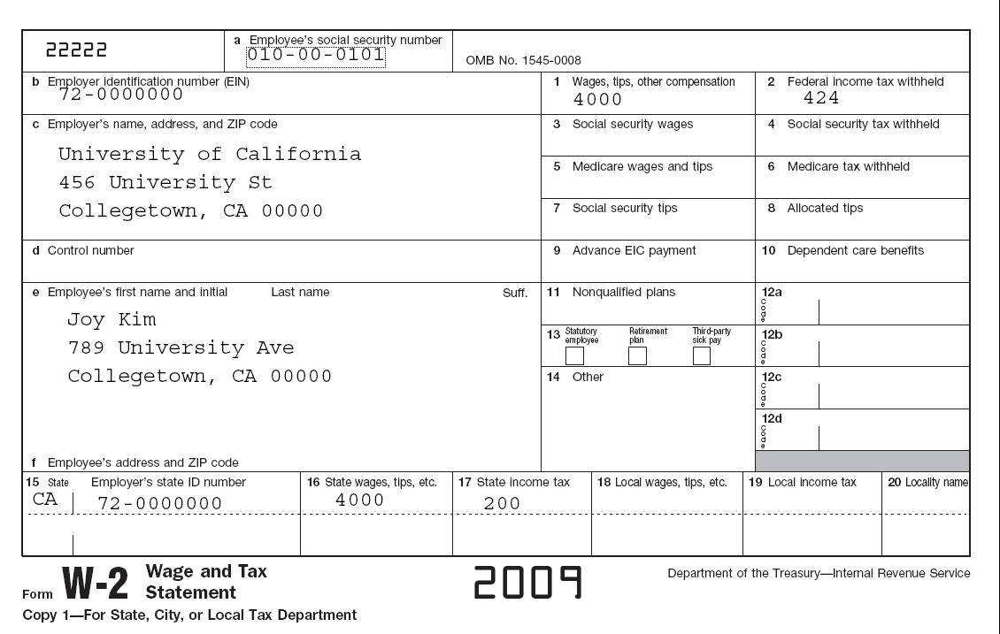 22222
a Employee's social security number
010-00-0101
OMB No. 1545-0008
b Employer identification number (EIN)
72-0000000
1 Wages, tips, other compensation
4000
2 Federal income tax withheld
424
c Employer's name, address, and ZIP code
University of California
456 University St
Collegetown, CA 00000
3 Social security wages
4 Social security tax withheld
5 Medicare wages and tips
6 Medicare tax withheld
7 Social security tips
8 Allocated tips
d Control number
9 Advance EIC payment
10 Dependent care benefits
e Employee's first name and initial Last name Suff.
Joy Kim
789 University Ave
Collegetown, CA 00000
11 Nonqualified plans
12a
Code
13 Statutory employee Retirement plan Third-party sick pay
12b
Code
14 Other
12c
Code
12d
Code
f Employee's address and ZIP code
15 State Employer's state ID number
CA 72-0000000
16 State wages, tips, etc.
4000
17 State income tax
200
18 Local wages, tips, etc.
19 Local income tax
20 Locality name
Form W-2 Wage and Tax Statement
2009
Department of the Treasury—Internal Revenue Service
Copy 1—For State, City, or Local Tax Department